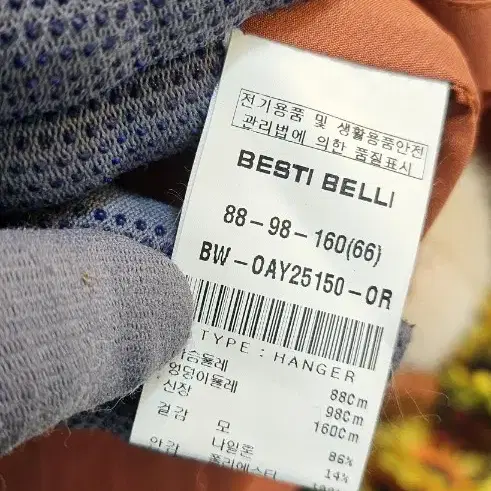 전기용품 및 생활용품안전
관리법에 의한 품질표시
BESTI BELLI
88-98-160(66)
BW-0AY25150-0R
TYPE : HANGER
가슴둘레 88cm
엉덩이둘레 98cm
신장 160cm
겉감 모 86%
나일론 14%
안감 폴리에스터